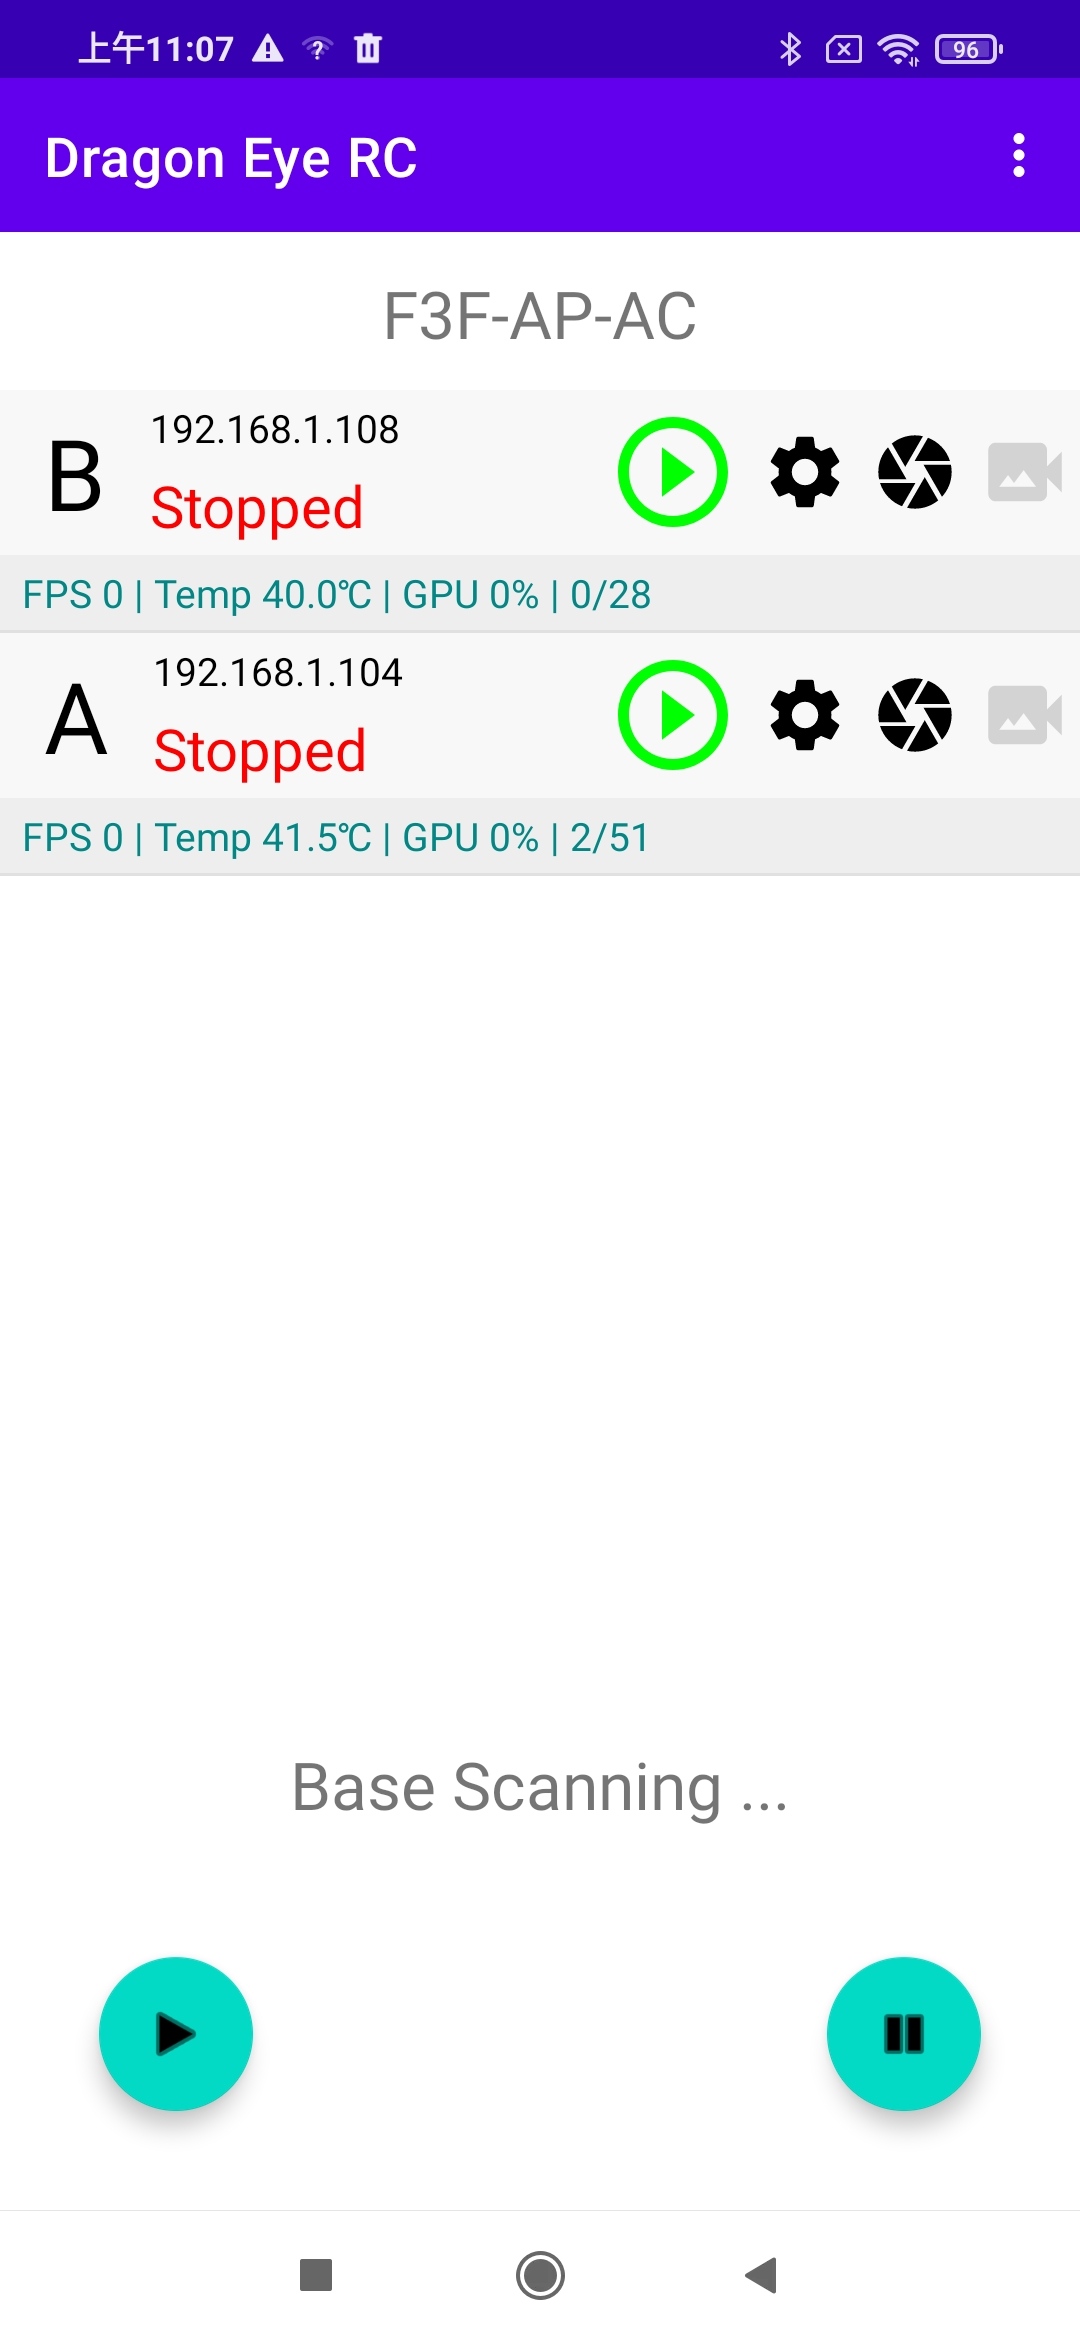 上午11:07
96
Dragon Eye RC
F3F-AP-AC
B
192.168.1.108
Stopped
FPS 0 | Temp 40.0℃ | GPU 0% | 0/28
A
192.168.1.104
Stopped
FPS 0 | Temp 41.5℃ | GPU 0% | 2/51
Base Scanning ...